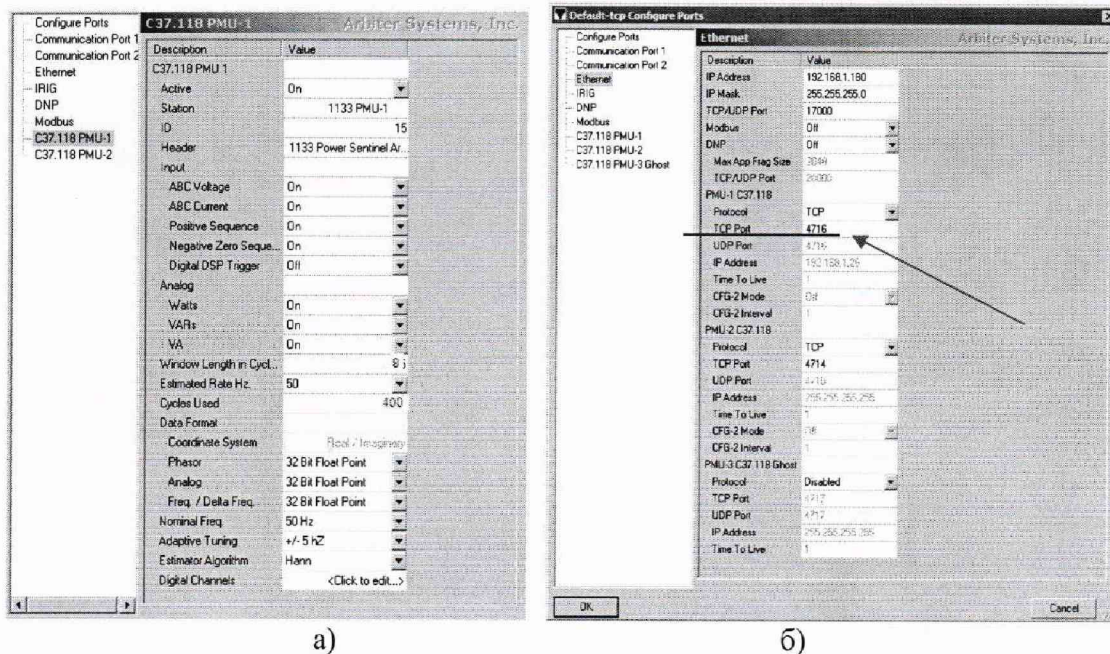 Configure Ports
Communication Port 1
Communication Port 2
Ethernet
IRIG
DNP
Modbus
C37.118 PMU-1
C37.118 PMU-2
C37.118 PMU-1
Arbiter Systems, Inc.
Description Value
C37.118 PMU 1
Active On
Station 1133 PMU-1
ID 15
Header 1133 Power Sentinel Ar...
Input
ABC Voltage On
ABC Current On
Positive Sequence On
Negative Zero Seque... On
Digital DSP Trigger Off
Analog
Watts On
VARs On
VA On
Window Length in Cycl...
Estimated Rate Hz. 50
Cycles Used 400
Data Format
Coordinate System Real / Imaginary
Phasor 32 Bit Float Point
Analog 32 Bit Float Point
Freq. / Delta Freq. 32 Bit Float Point
Nominal Freq. 50 Hz
Adaptive Tuning +/- 5 hZ
Estimator Algorithm Hann
Digital Channels <Click to edit...>
а)
Default-tcp Configure Ports
Configure Ports
Communication Port 1
Communication Port 2
Ethernet
IRIG
DNP
Modbus
C37.118 PMU-1
C37.118 PMU-2
C37.118 PMU-3 Ghost
Ethernet
Arbiter Systems, Inc.
Description Value
IP Address 192.168.1.180
IP Mask 255.255.255.0
TCP/UDP Port 17000
Modbus Off
DNP Off
Max App Frag Size 2048
TCP/UDP Port 20000
PMU-1 C37.118
Protocol TCP
TCP Port 4716
UDP Port 4716
IP Address 192.168.1.25
Time To Live 1
CFG-2 Mode Off
CFG-2 Interval 1
PMU-2 C37.118
Protocol TCP
TCP Port 4714
UDP Port
IP Address 255.255.255.255
Time To Live 1
CFG-2 Mode Off
CFG-2 Interval 1
PMU-3 C37.118 Ghost
Protocol Disabled
TCP Port 4717
UDP Port 4717
IP Address 255.255.255.255
Time To Live 1
OK
Cancel
б)